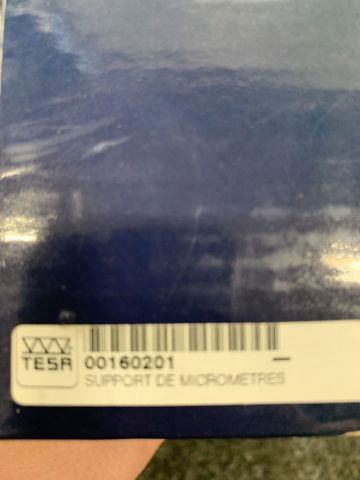 TESA
00160201
SUPPORT DE MICROMETRES